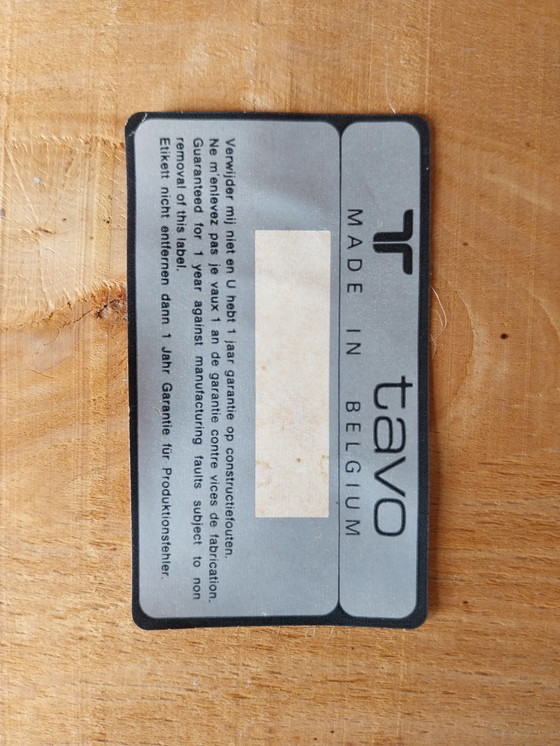 tavo
MADE IN BELGIUM
Verwijder mij niet en U hebt 1 jaar garantie op constructiefouten.
Ne m'enlevez pas je vaux 1 an de garantie contre vices de fabrication.
Guaranteed for 1 year against manufacturing faults subject to non
removal of this label.
Etikett nicht entfernen dann 1 Jahr Garantie für Produktionsfehler.